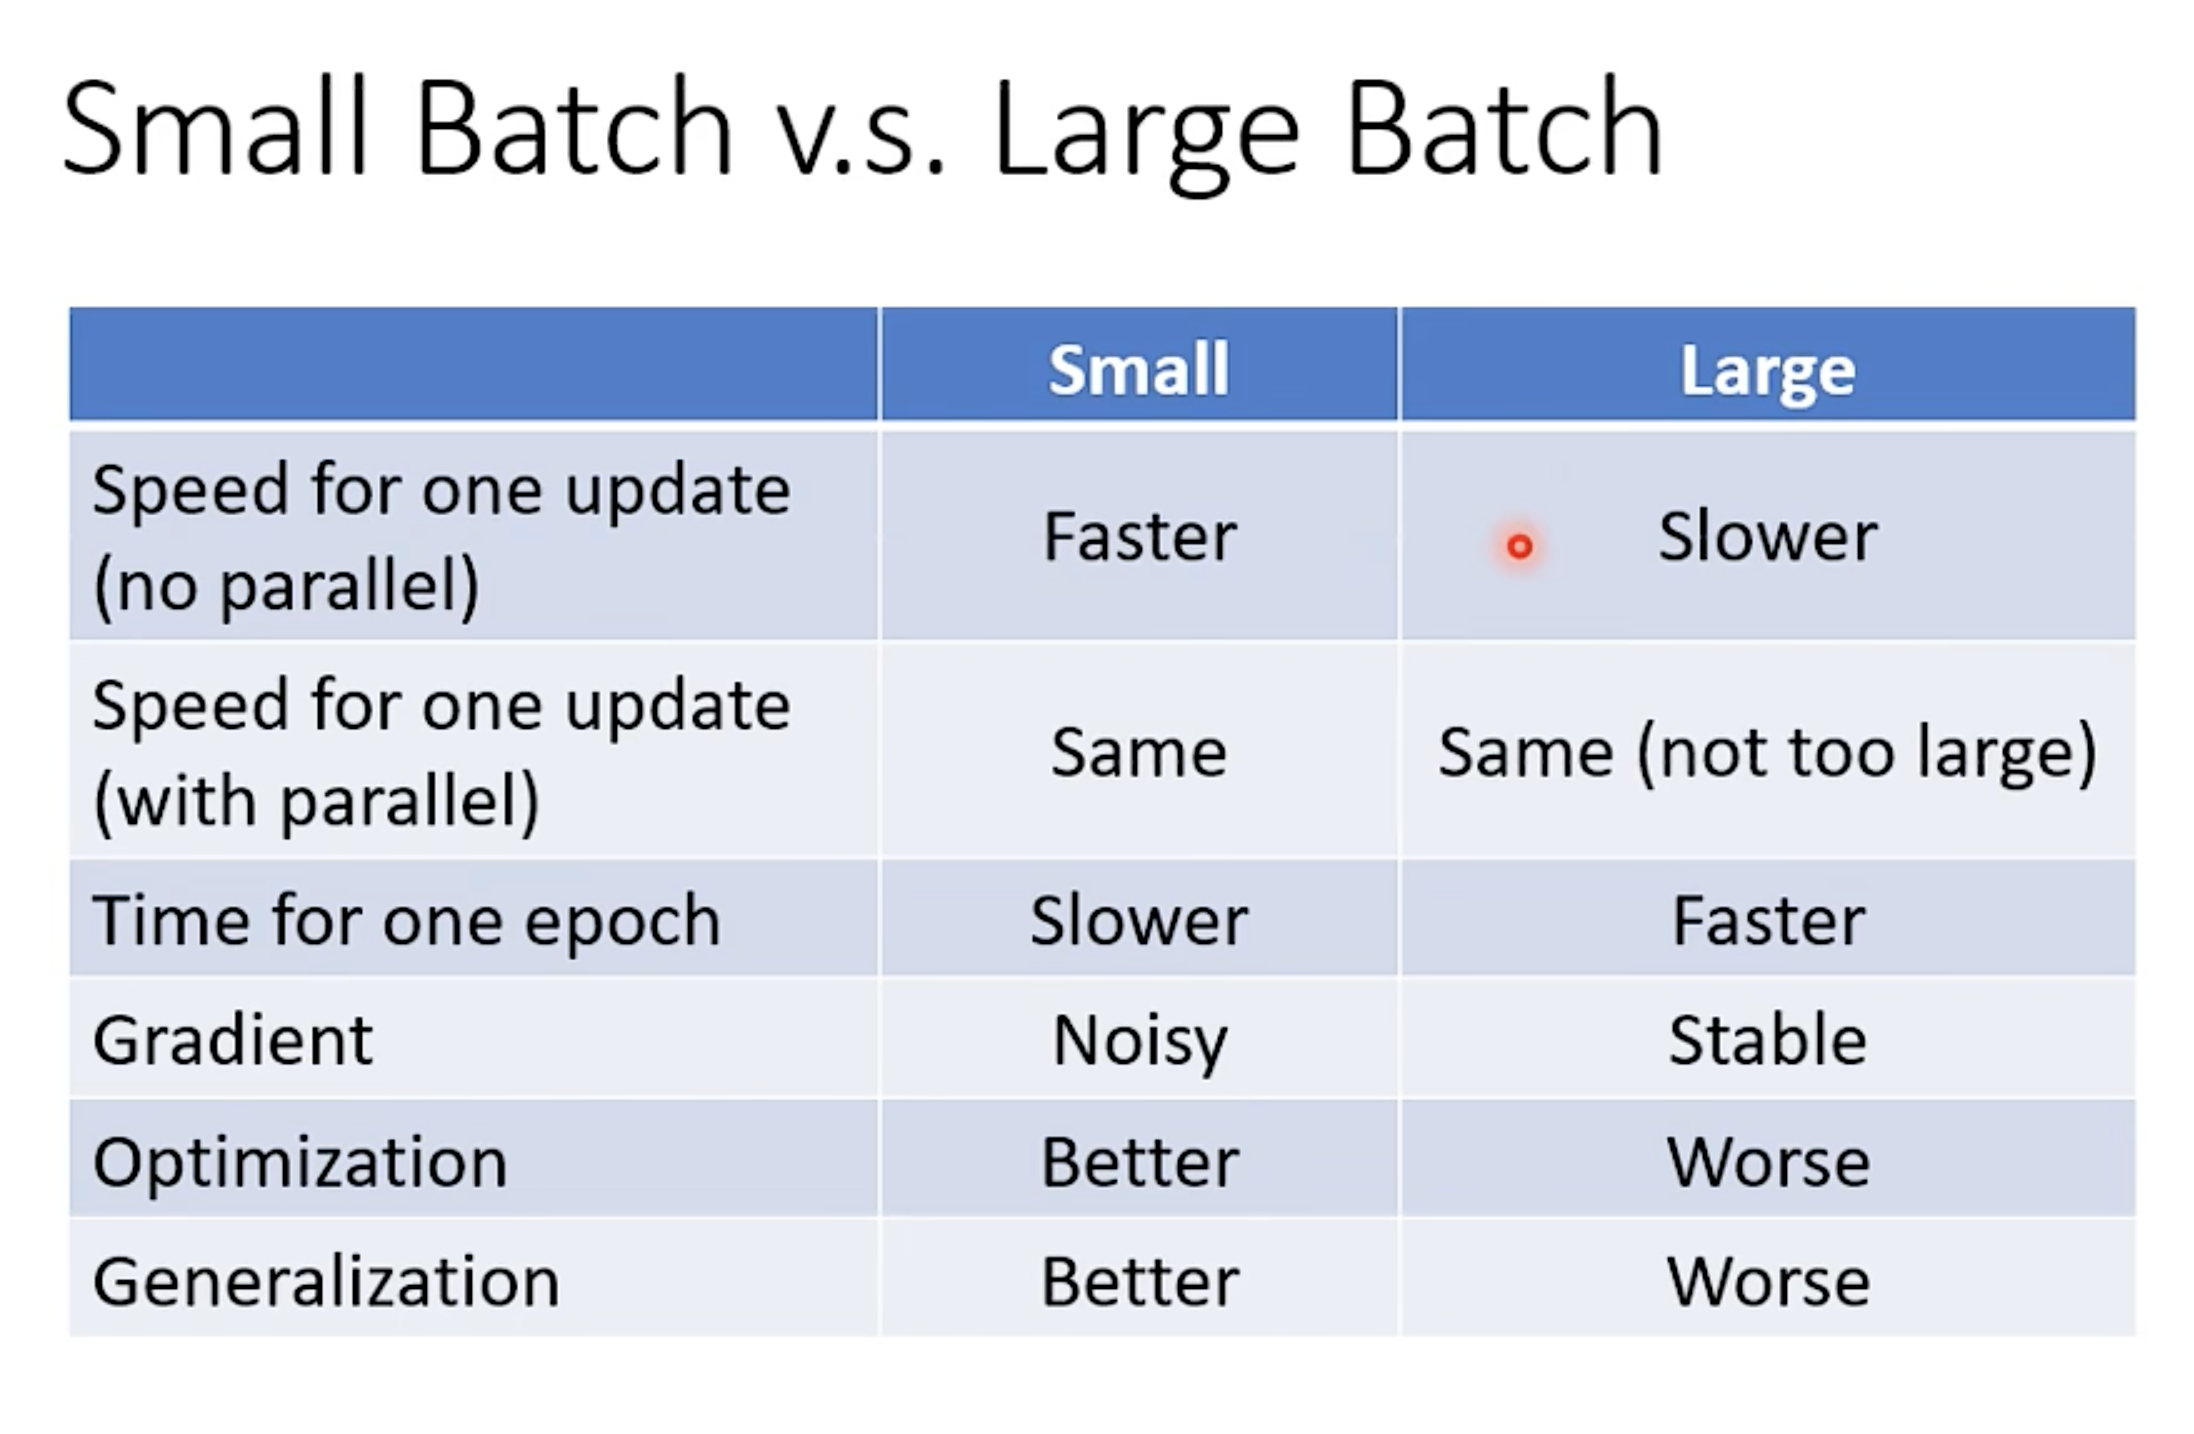 Small Batch v.s. Large Batch
Small Large
Speed for one update
(no parallel) Faster Slower
Speed for one update
(with parallel) Same Same (not too large)
Time for one epoch Slower Faster
Gradient Noisy Stable
Optimization Better Worse
Generalization Better Worse